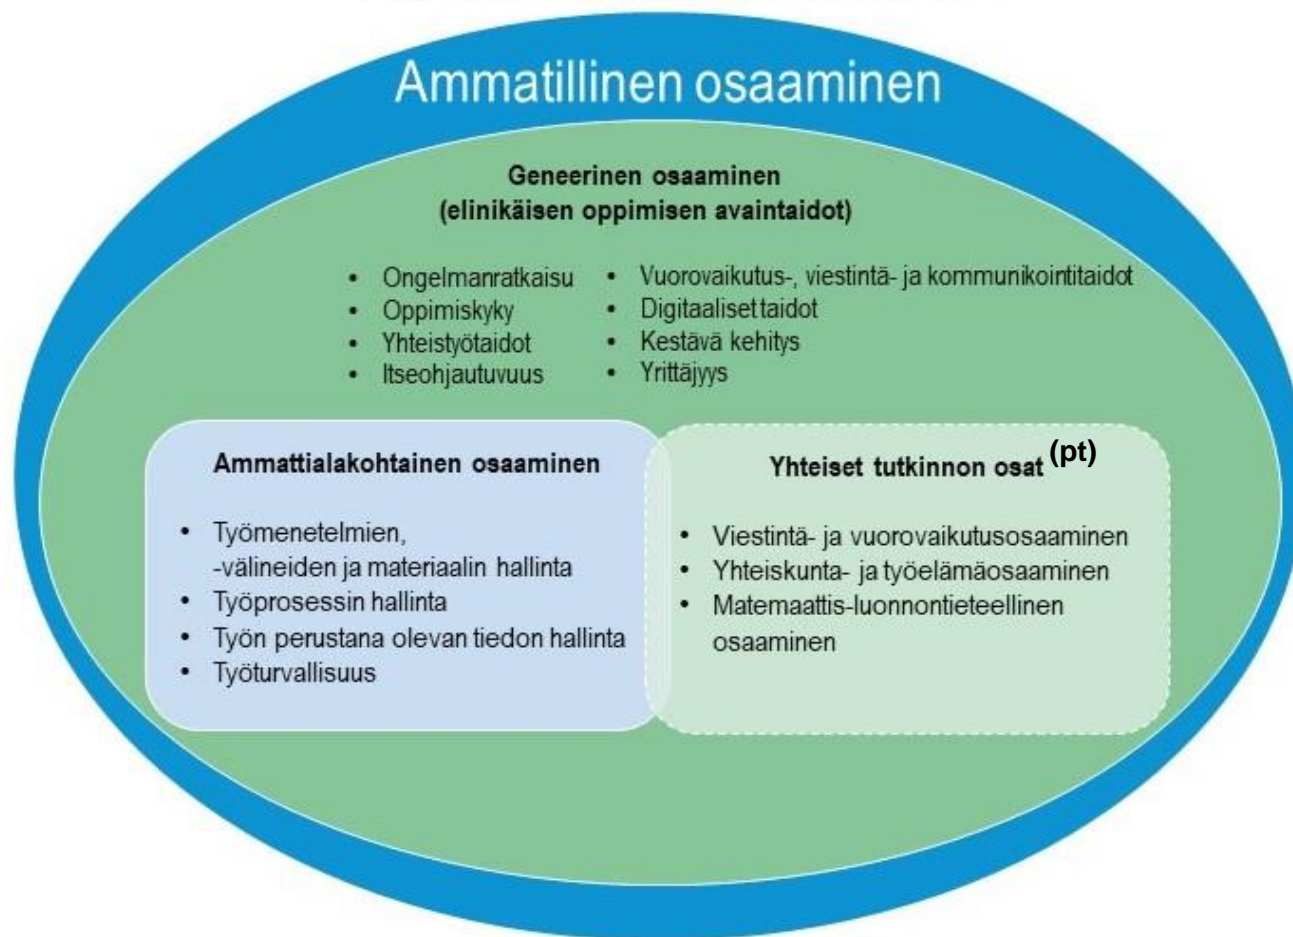 Ammatillinen osaaminen
Geneerinen osaaminen
(elinikäisen oppimisen avaintaidot)
• Ongelmanratkaisu
• Oppimiskyky
• Yhteistyötaidot
• Itseohjautuvuus
• Vuorovaikutus-, viestintä- ja kommunikointitaidot
• Digitaaliset taidot
• Kestävä kehitys
• Yrittäjyys
Ammattialakohtainen osaaminen
• Työmenetelmien,
-välineiden ja materiaalin hallinta
• Työprosessin hallinta
• Työn perustana olevan tiedon hallinta
• Työturvallisuus
Yhteiset tutkinnon osat (pt)
• Viestintä- ja vuorovaikutusosaaminen
• Yhteiskunta- ja työelämäosaaminen
• Matemaattis-luonnontieteellinen
osaaminen